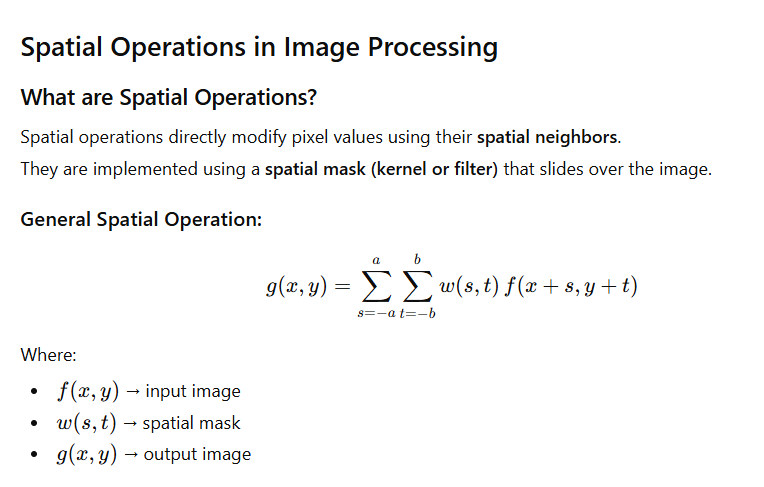 Spatial Operations in Image Processing
What are Spatial Operations?
Spatial operations directly modify pixel values using their spatial neighbors.
They are implemented using a spatial mask (kernel or filter) that slides over the image.
General Spatial Operation:
g(x, y) = ∑_{s=−a}^{a} ∑_{t=−b}^{b} w(s, t) f(x + s, y + t)
Where:
• f(x, y) → input image
• w(s, t) → spatial mask
• g(x, y) → output image